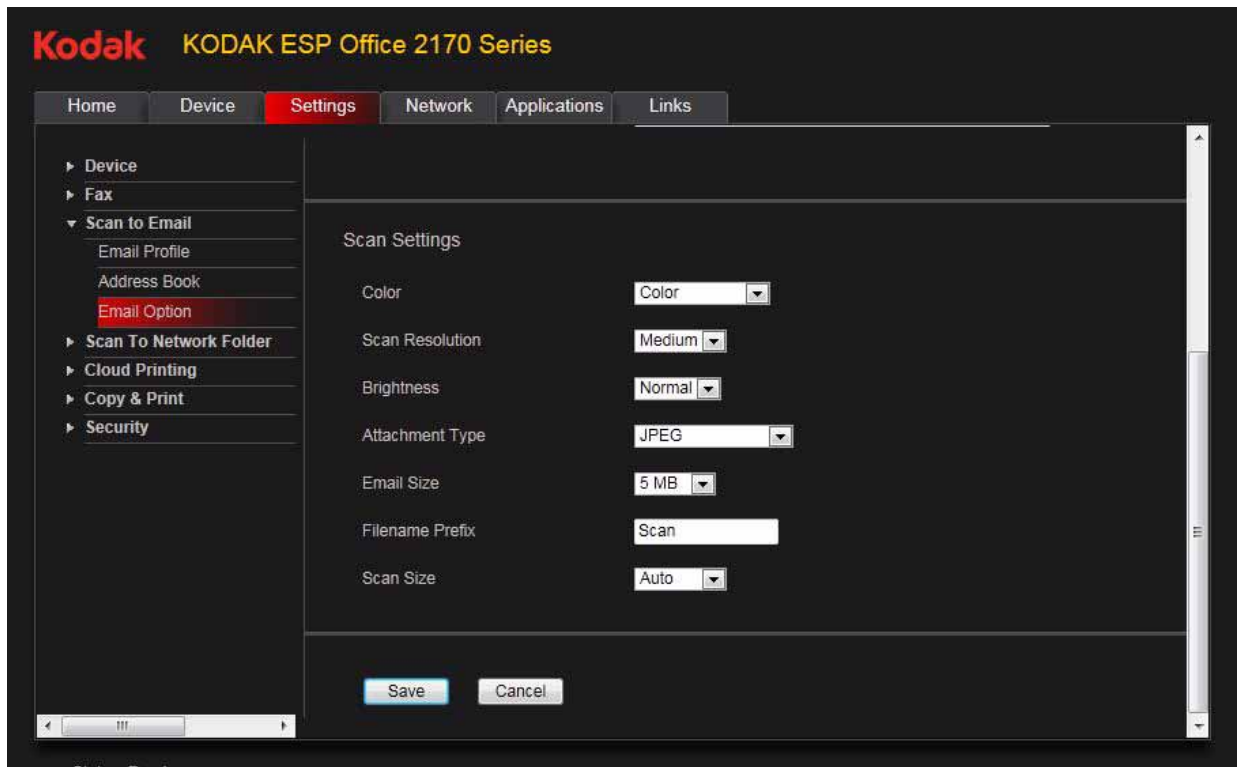 Kodak KODAK ESP Office 2170 Series
Home Device Settings Network Applications Links
Device
Fax
Scan to Email
Email Profile
Address Book
Email Option
Scan To Network Folder
Cloud Printing
Copy & Print
Security
Scan Settings
Color Color
Scan Resolution Medium
Brightness Normal
Attachment Type JPEG
Email Size 5 MB
Filename Prefix Scan
Scan Size Auto
Save Cancel